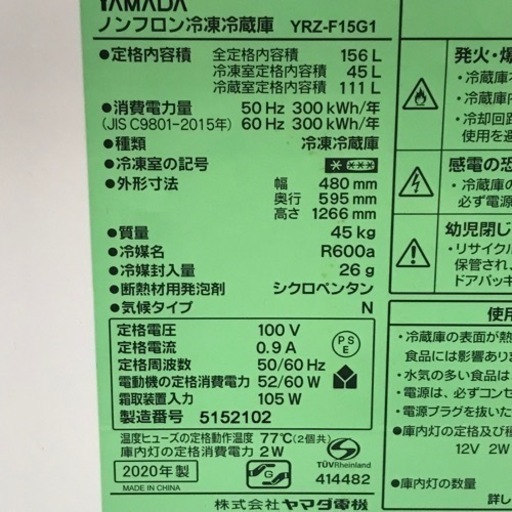 YAMADA
ノンフロン冷凍冷蔵庫 YRZ-F15G1
●定格内容積 全定格内容積 156 L
冷凍室定格内容積 45 L
冷蔵室定格内容積 111 L
●消費電力量 50 Hz 300 kWh/年
(JIS C9801-2015年) 60 Hz 300 kWh/年
●種類 冷凍冷蔵庫
●冷凍室の記号
●外形寸法 幅 480 mm
奥行 595 mm
高さ 1266 mm
●質量 45 kg
●冷媒名 R600a
●冷媒封入量 26 g
●断熱材用発泡剤 シクロペンタン
●気候タイプ N
定格電圧 100 V
定格電流 0.9 A
定格周波数 50/60 Hz
電動機の定格消費電力 52/60 W
霜取装置入力 105 W
製造番号 5152102
PSE
温度ヒューズの定格動作温度 77℃(2個共)
庫内灯の定格消費電力 2W
2020年製
MADE IN CHINA
G
TÜVRheinland
414482
株式会社 ヤマダ電機
発火・爆
・冷蔵庫
・冷蔵庫
・冷却回路
使用を避
感電の恐
・冷蔵庫の
必ず電源
幼児閉じ
・リサイクル
保管され、
ドアパッキ
使用
・冷蔵庫の表面が熱
食品には影響あり
・水気の多い食品は
・電源は、必ずコンセ
・電源プラグを抜いた
●庫内灯の定格及び種
12V 2W
●庫内灯の数量
詳し